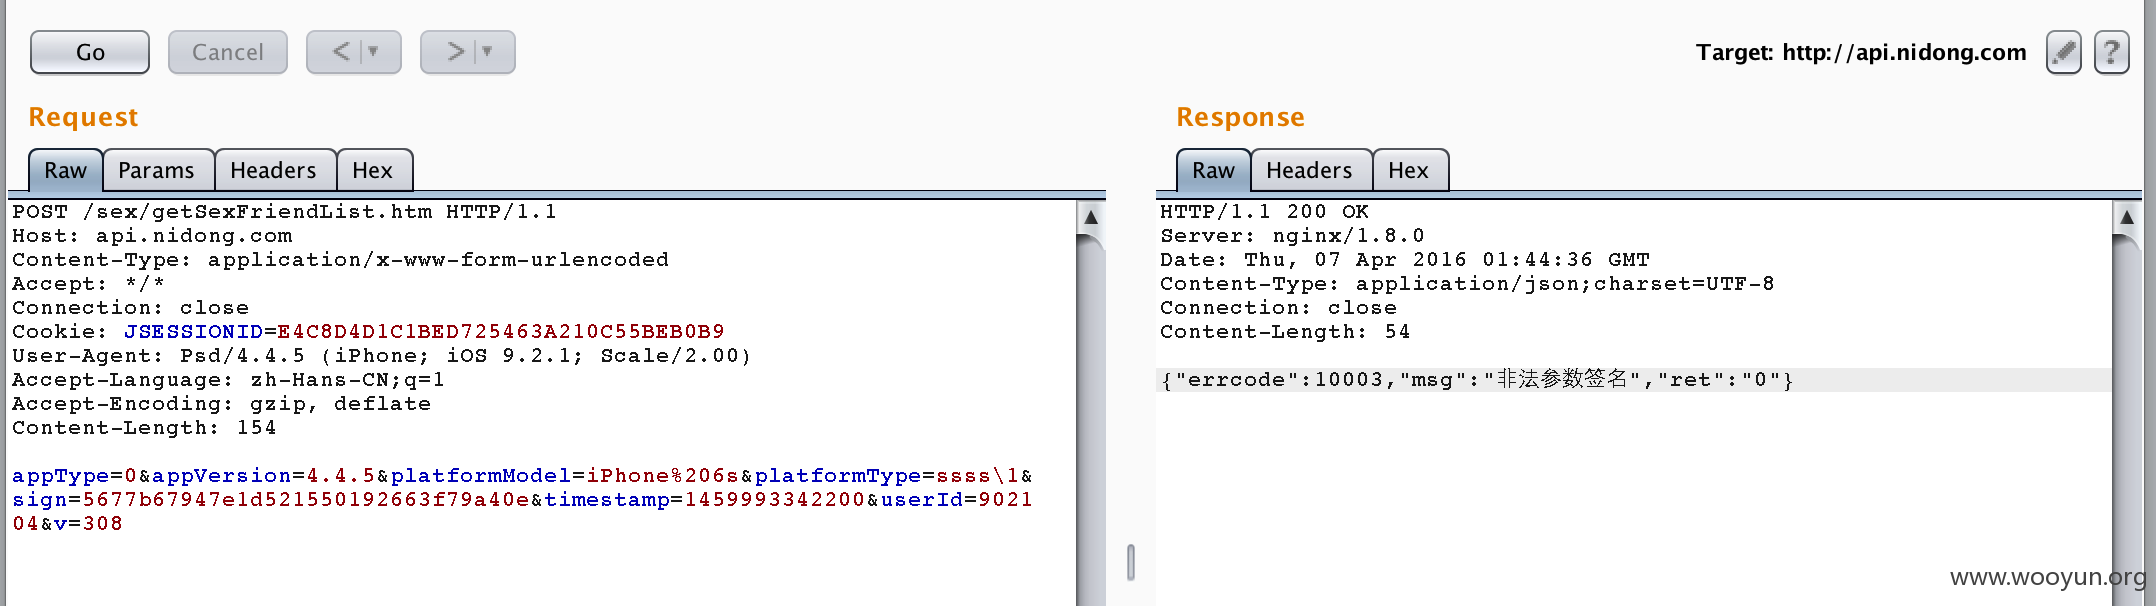 Go Cancel < >
Target: http://api.nidong.com
?
Request
Raw Params Headers Hex
POST /sex/getSexFriendList.htm HTTP/1.1
Host: api.nidong.com
Content-Type: application/x-www-form-urlencoded
Accept: */*
Connection: close
Cookie: JSESSIONID=E4C8D4D1C1BED725463A210C55BEB0B9
User-Agent: Psd/4.4.5 (iPhone; iOS 9.2.1; Scale/2.00)
Accept-Language: zh-Hans-CN;q=1
Accept-Encoding: gzip, deflate
Content-Length: 154
appType=0&appVersion=4.4.5&platformModel=iPhone%206s&platformType=ssss\1&
sign=5677b67947e1d521550192663f79a40e&timestamp=1459993342200&userId=9021
04&v=308
Response
Raw Headers Hex
HTTP/1.1 200 OK
Server: nginx/1.8.0
Date: Thu, 07 Apr 2016 01:44:36 GMT
Content-Type: application/json;charset=UTF-8
Connection: close
Content-Length: 54
{"errcode":10003,"msg":"非法参数签名","ret":"0"}
www.wooyun.org